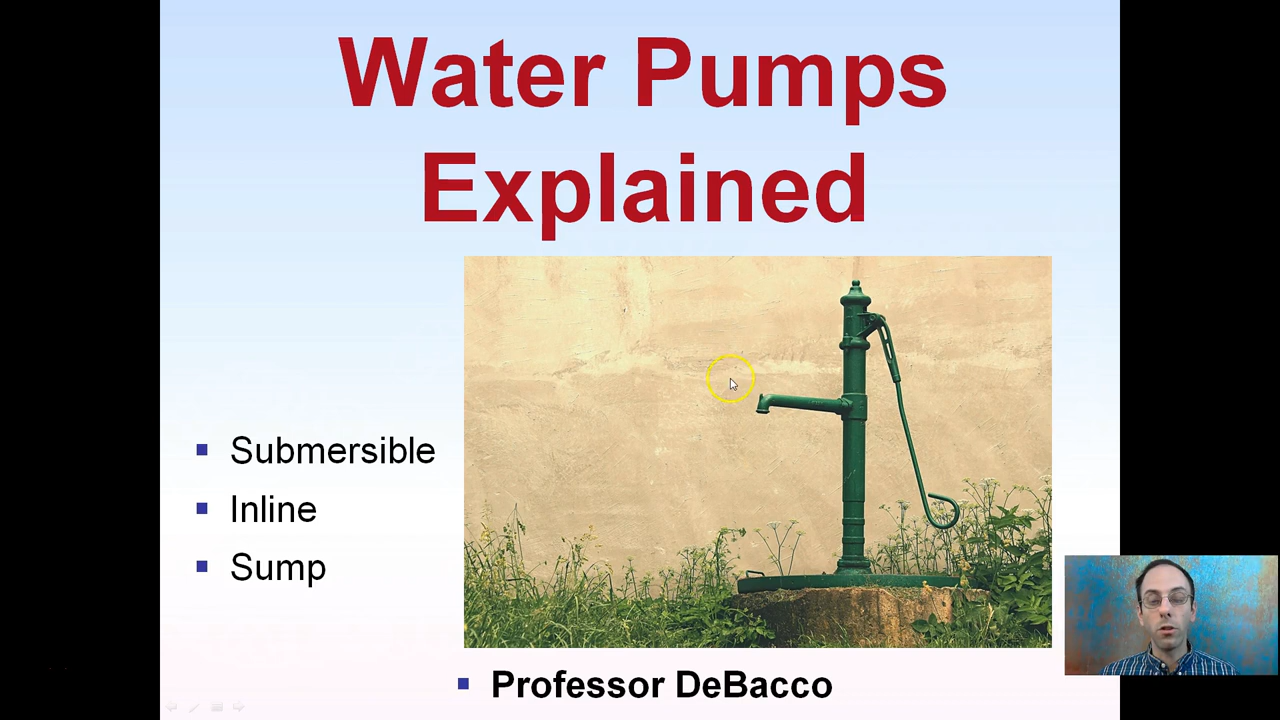 Water Pumps
Explained
Submersible
Inline
Sump
Professor DeBacco